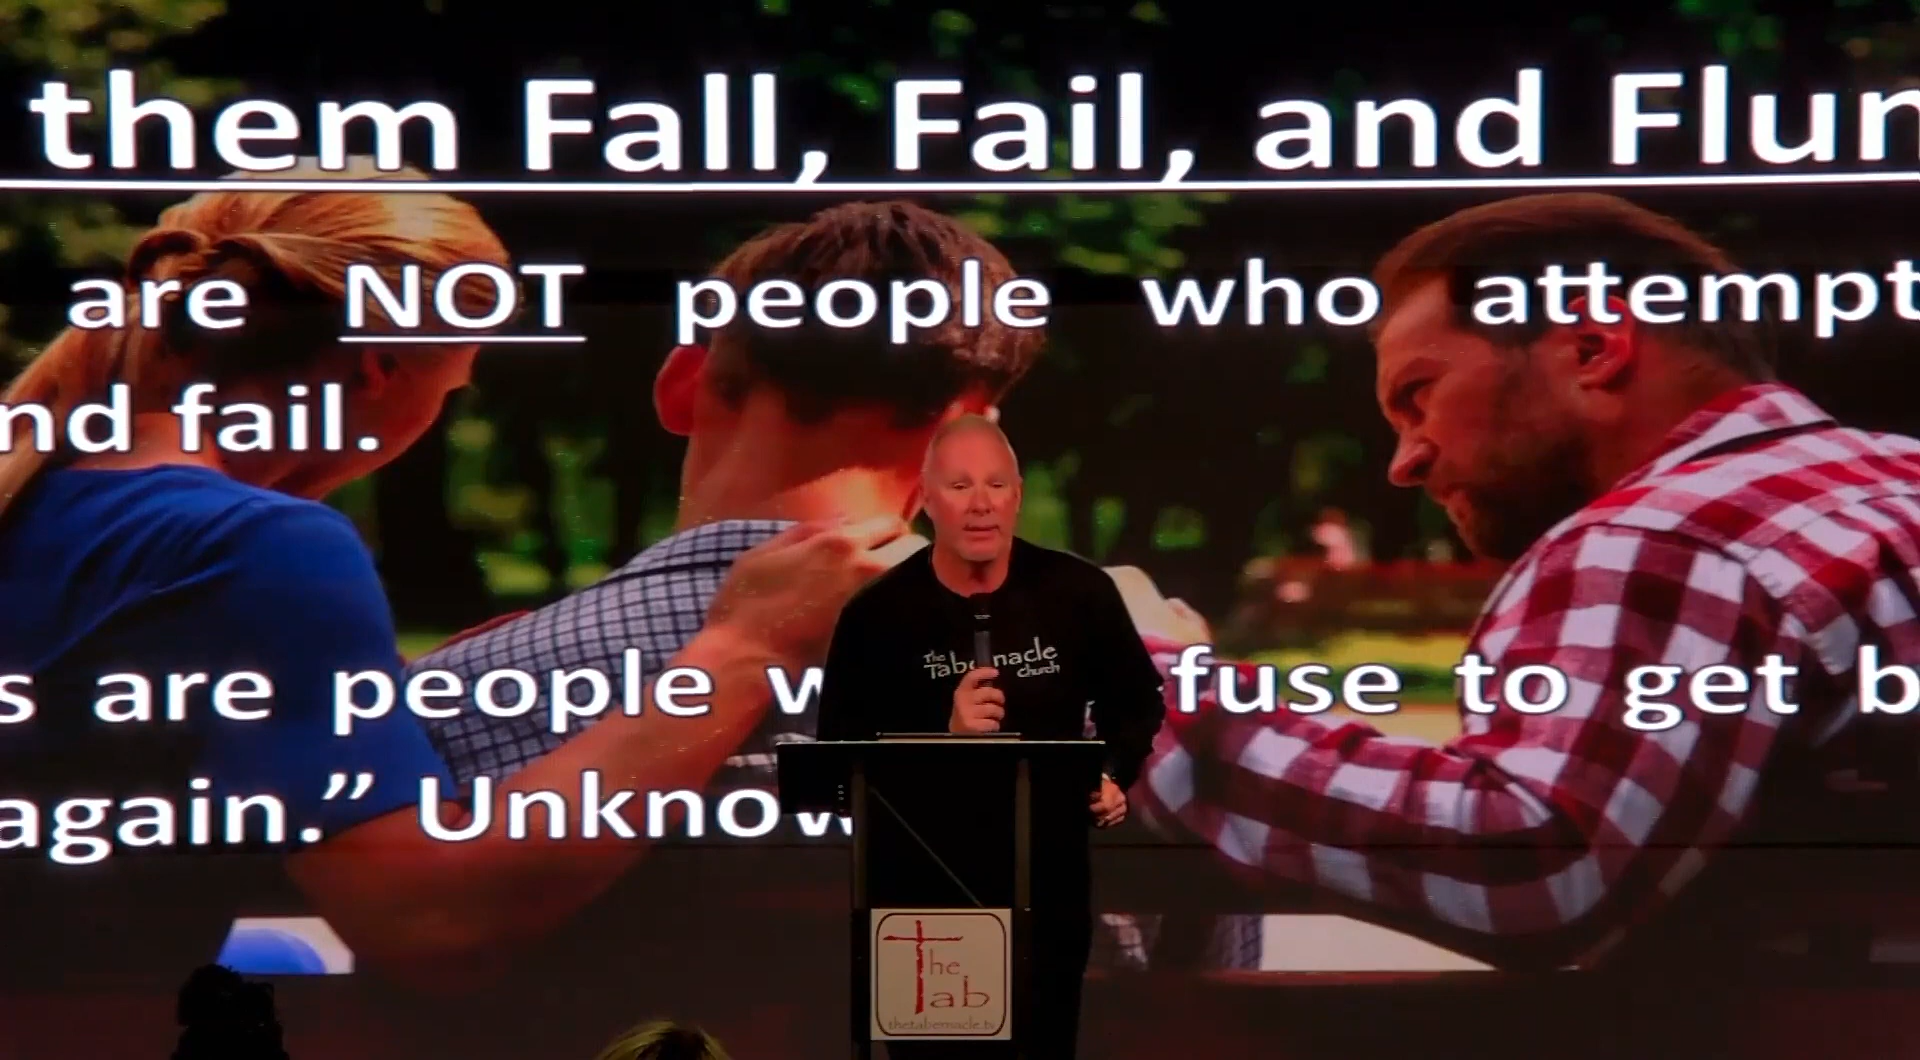 them Fall, Fail, and Flun
are NOT people who attempt
nd fail.
s are people w fuse to get b
again.” Unknow
The
Tabernacle
church
The
Tab
thetabernacle.tv